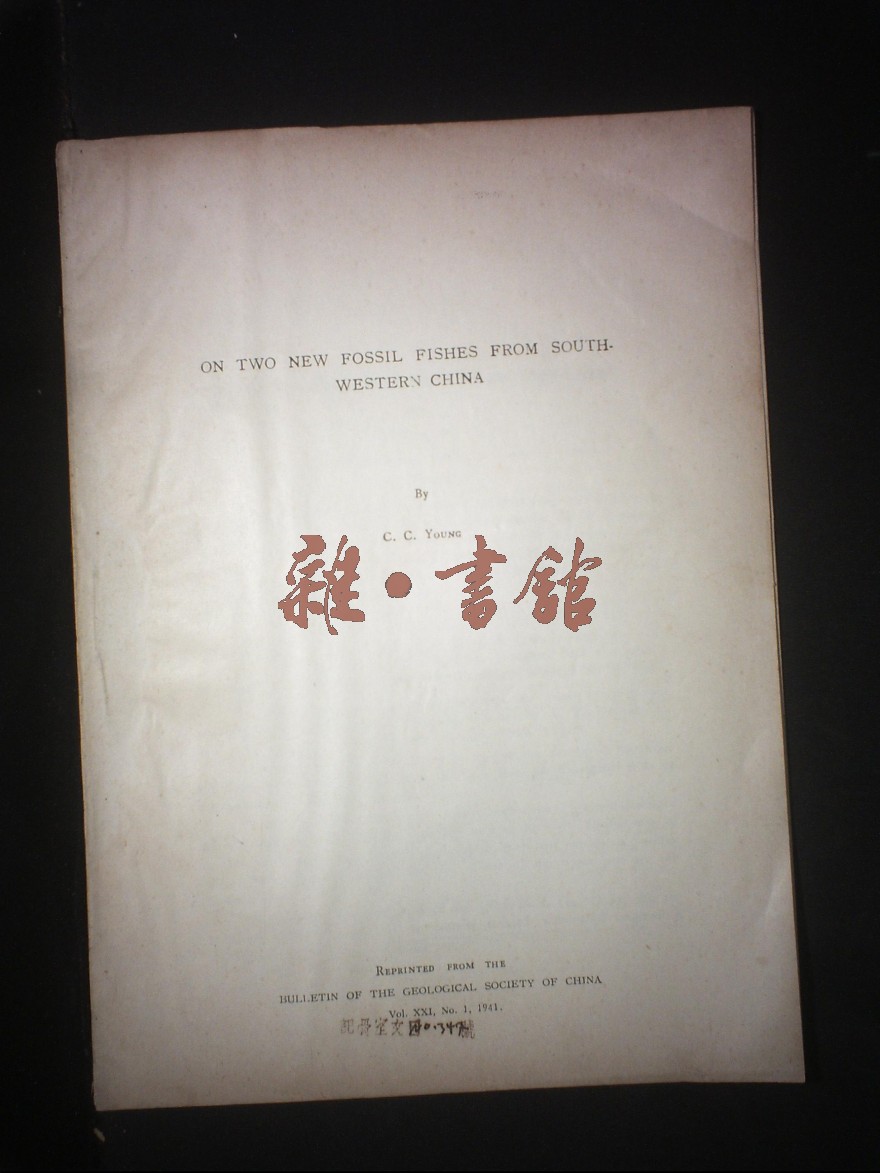 ON TWO NEW FOSSIL FISHES FROM SOUTH-
WESTERN CHINA
By
C. C. YOUNG
雜·書館
REPRINTED FROM THE
BULLETIN OF THE GEOLOGICAL SOCIETY OF CHINA
Vol. XXI, No. 1, 1941.